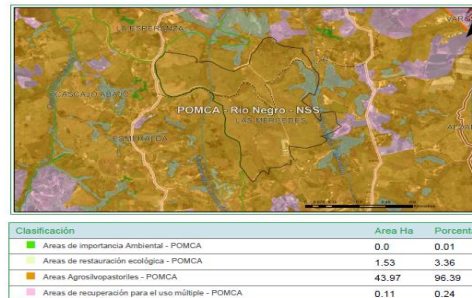 LA ESPERANZA
CASCAJO ABAJO
POMCA - Río Negro - NSS
LAS MERCEDES
ESMERALDA
Clasificación Area Ha Porcenta
Areas de importancia Ambiental - POMCA 0.0 0.01
Areas de restauración ecológica - POMCA 1.53 3.36
Areas Agrosilvopastoriles - POMCA 43.97 96.39
Areas de recuperación para el uso múltiple - POMCA 0.11 0.24